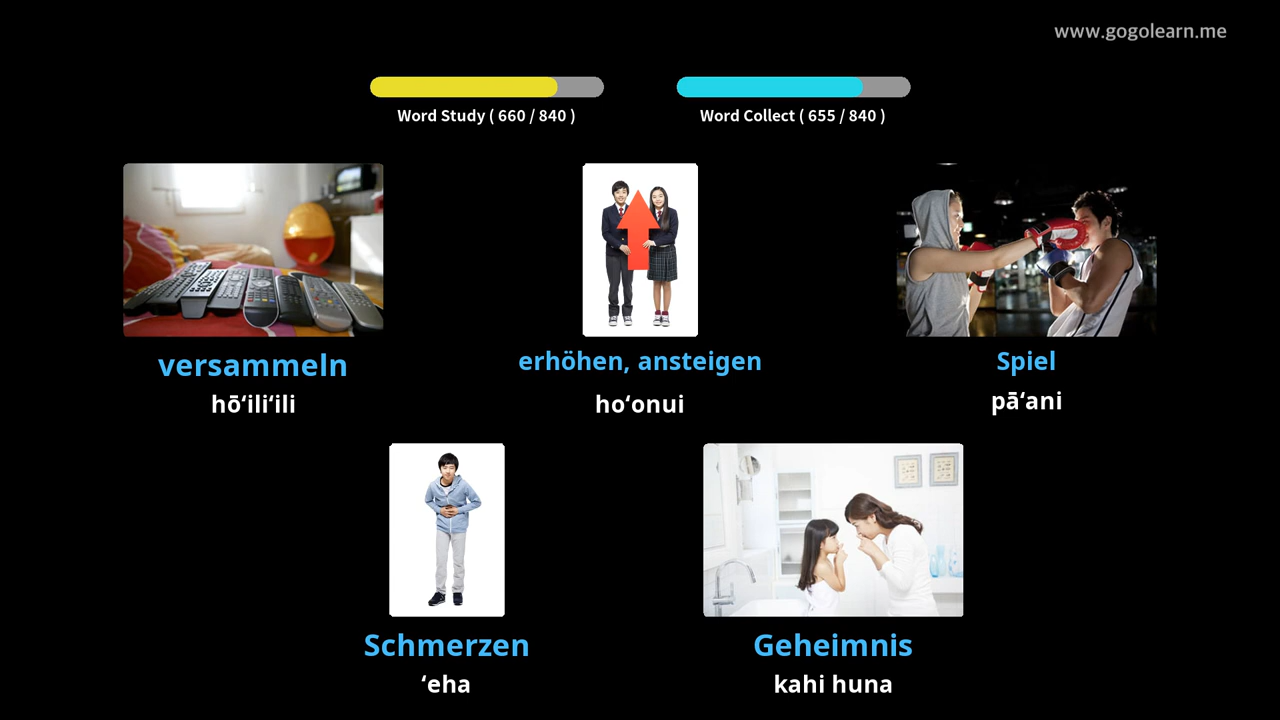 www.gogolearn.me
Word Study ( 660 / 840 )
Word Collect ( 655 / 840 )
versammeln
hōʻiliʻili
erhöhen, ansteigen
hoʻonui
Spiel
pāʻani
Schmerzen
ʻeha
Geheimnis
kahi huna